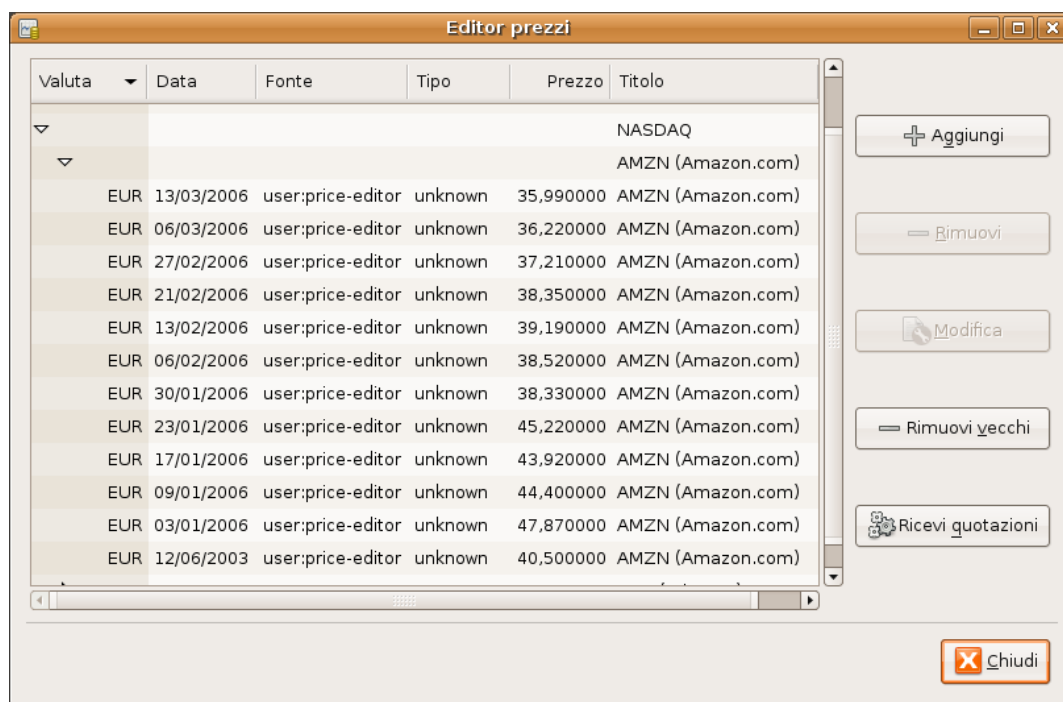 Editor prezzi
Valuta Data Fonte Tipo Prezzo Titolo
NASDAQ
AMZN (Amazon.com)
EUR 13/03/2006 user:price-editor unknown 35,990000 AMZN (Amazon.com)
EUR 06/03/2006 user:price-editor unknown 36,220000 AMZN (Amazon.com)
EUR 27/02/2006 user:price-editor unknown 37,210000 AMZN (Amazon.com)
EUR 21/02/2006 user:price-editor unknown 38,350000 AMZN (Amazon.com)
EUR 13/02/2006 user:price-editor unknown 39,190000 AMZN (Amazon.com)
EUR 06/02/2006 user:price-editor unknown 38,520000 AMZN (Amazon.com)
EUR 30/01/2006 user:price-editor unknown 38,330000 AMZN (Amazon.com)
EUR 23/01/2006 user:price-editor unknown 45,220000 AMZN (Amazon.com)
EUR 17/01/2006 user:price-editor unknown 43,920000 AMZN (Amazon.com)
EUR 09/01/2006 user:price-editor unknown 44,400000 AMZN (Amazon.com)
EUR 03/01/2006 user:price-editor unknown 47,870000 AMZN (Amazon.com)
EUR 12/06/2003 user:price-editor unknown 40,500000 AMZN (Amazon.com)
Aggiungi
Rimuovi
Modifica
Rimuovi vecchi
Ricevi quotazioni
Chiudi